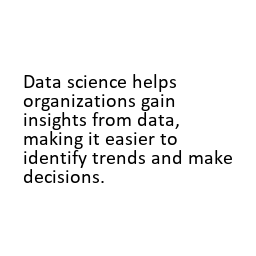 Data science helps
organizations gain
insights from data,
making it easier to
identify trends and make
decisions.